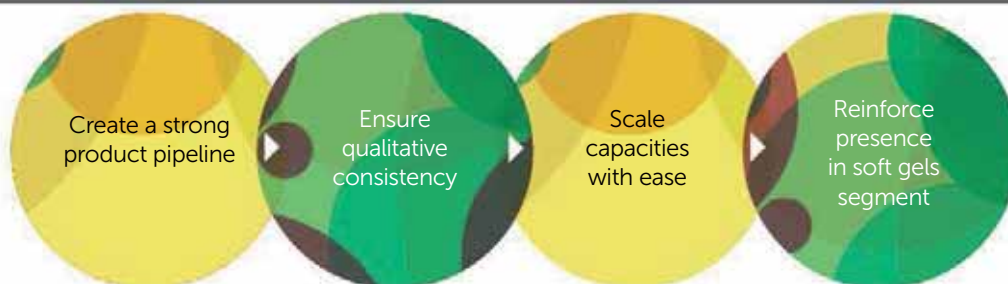 Create a strong
product pipeline
Ensure
qualitative
consistency
Scale
capacities
with ease
Reinforce
presence
in soft gels
segment